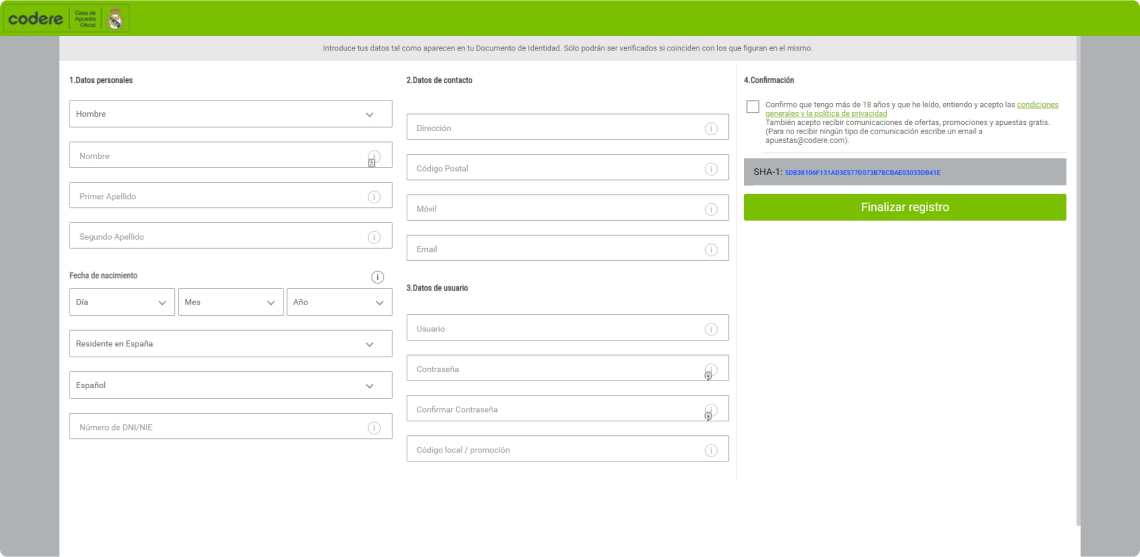 codere
Casa de
Apuesta
Oficial
Introduce tus datos tal como aparecen en tu Documento de Identidad. Sólo podrán ser verificados si coinciden con los que figuran en el mismo.
1.Datos personales
Hombre
Nombre
Primer Apellido
Segundo Apellido
Fecha de nacimiento
Día
Mes
Año
Residente en España
Español
Número de DNI/NIE
2.Datos de contacto
Dirección
Código Postal
Móvil
Email
3.Datos de usuario
Usuario
Contraseña
Confirmar Contraseña
Código local / promoción
4.Confirmación
Confirmo que tengo más de 18 años y que he leído, entiendo y acepto las condiciones
generales y la política de privacidad
También acepto recibir comunicaciones de ofertas, promociones y apuestas gratis.
(Para no recibir ningún tipo de comunicación escribe un email a
apuestas@codere.com).
SHA-1: 5DB38106F131AD3E577D073B7BCBAE03033DB41E
Finalizar registro